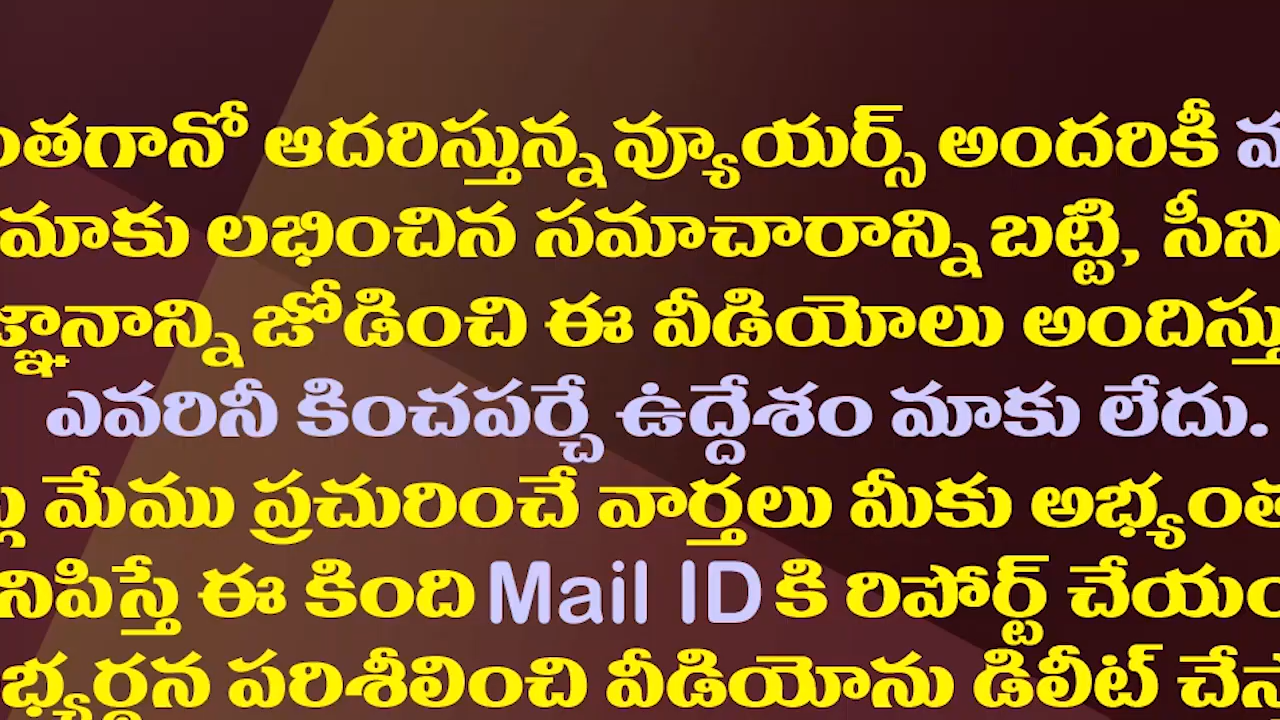 ఆదరిస్తున్న వ్యూయర్స్ అందరికీ
మాకు లభించిన సమాచారాన్ని బట్టి,
జోడించి ఈ వీడియోలు
ఎవరినీ కించపర్చే ఉద్దేశం మాకు లేదు.
మేము ప్రచురించే వార్తలు మీకు
ఈ కింది Mail ID కి రిపోర్ట్
పరిశీలించి వీడియోను డిలీట్